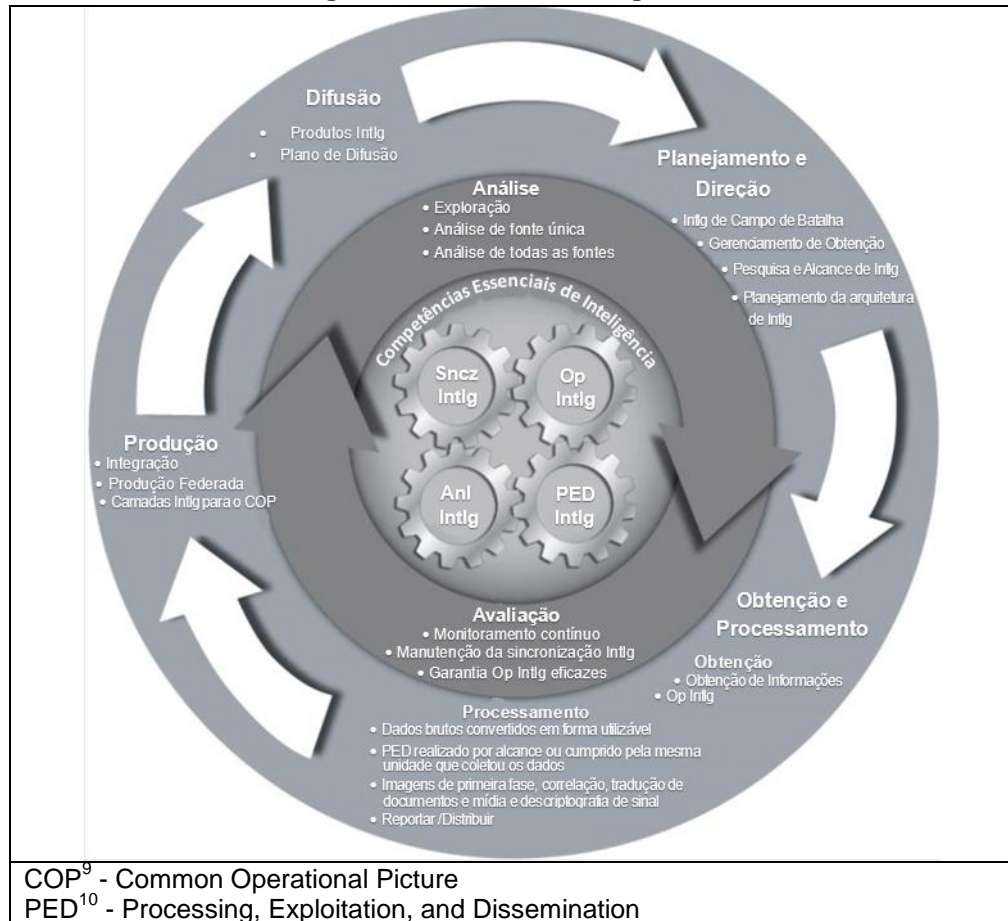 Difusão
• Produtos Intlg
• Plano de Difusão
Planejamento e
Direção
• Intlg de Campo de Batalha
• Gerenciamento de Obtenção
• Pesquisa e Alcance de Intlg
• Planejamento da arquitetura
de Intlg
Análise
• Exploração
• Análise de fonte única
• Análise de todas as fontes
Competências Essenciais de Inteligência
Sncz
Intlg
Op
Intlg
Anl
Intlg
PED
Intlg
Produção
• Integração
• Produção Federada
• Camadas Intlg para o COP
Avaliação
• Monitoramento contínuo
• Manutenção da sincronização Intlg
• Garantia Op Intlg eficazes
Obtenção e
Processamento
Obtenção
• Obtenção de Informações
• Op Intlg
Processamento
• Dados brutos convertidos em forma utilizável
• PED realizado por alcance ou cumprido pela mesma
unidade que coletou os dados
• Imagens de primeira fase, correlação, tradução de
documentos e mídia e descriptografia de sinal
• Reportar /Distribuir
COP9 - Common Operational Picture
PED10 - Processing, Exploitation, and Dissemination